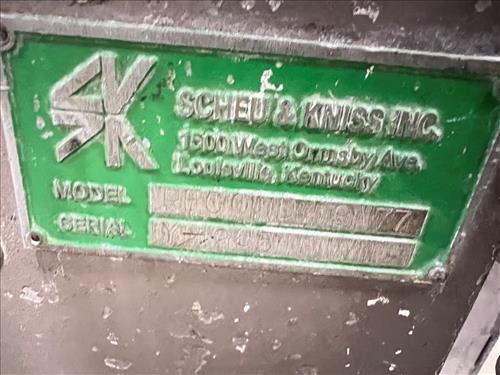 SK
SCHEU & KNISS INC.
1500 West Ormsby Ave.
Louisville, Kentucky
MODEL
SERIAL